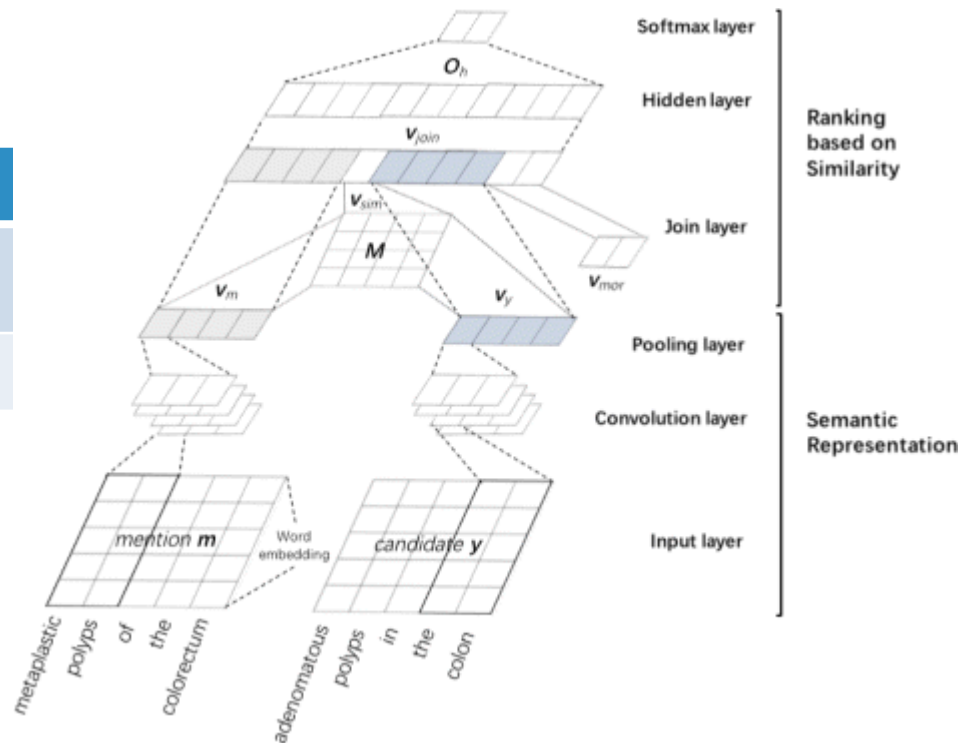 Softmax layer
O_h
Hidden layer
Ranking
based on
Similarity
v_join
v_sim
Join layer
M
v_mor
v_m
v_y
Pooling layer
Convolution layer
Semantic
Representation
mention m
Word
embedding
candidate y
Input layer
metaplastic
polyps
of
the
colorectum
adenomatous
polyps
in
the
colon